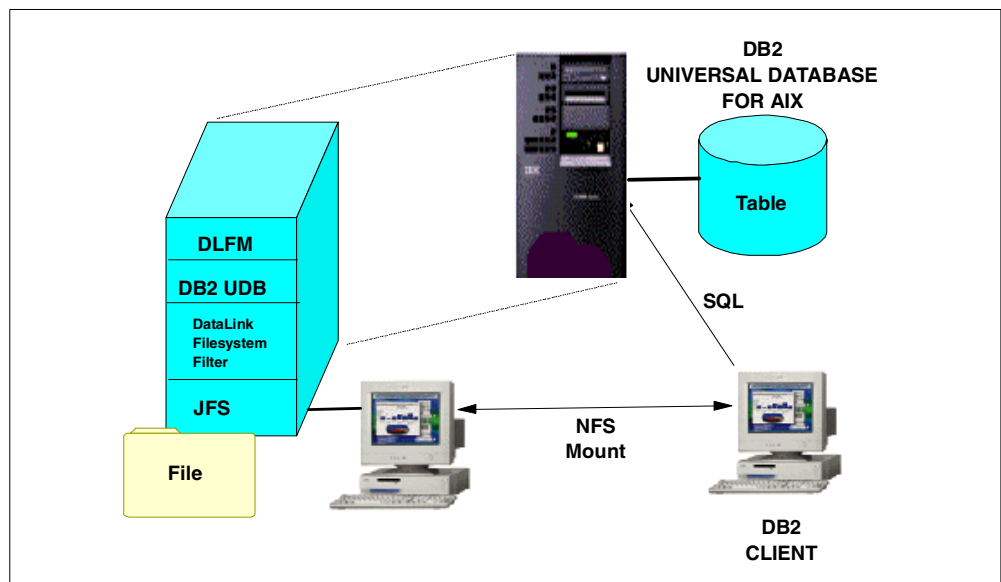 DB2
UNIVERSAL DATABASE
FOR AIX
Table
IBM
DLFM
DB2 UDB
DataLink
Filesystem
Filter
JFS
File
SQL
NFS
Mount
DB2
CLIENT